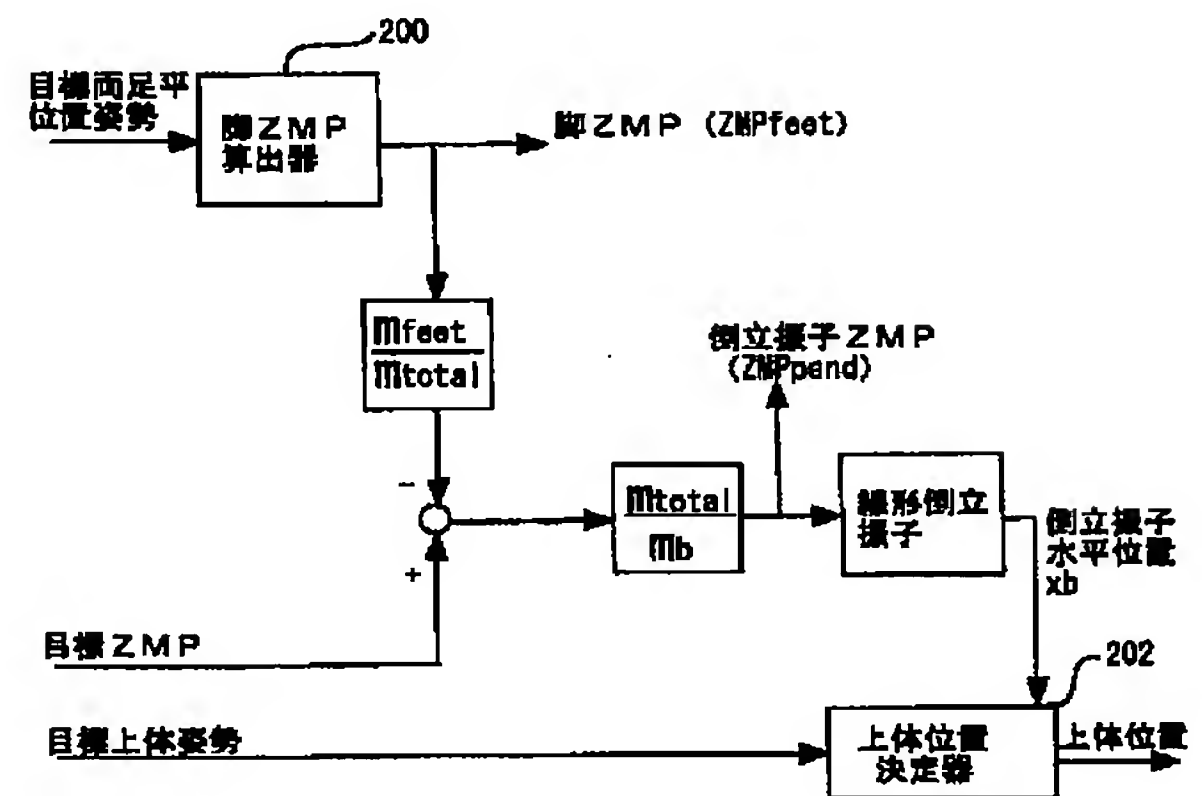 200
目標両足平
位置姿勢
脚ZMP
算出器
脚ZMP (ZMPfeet)
mfeet
mtotal
倒立振子ZMP
(ZMPpend)
−
+
mtotal
mb
線形倒立
振子
倒立振子
水平位置
xb
目標ZMP
202
目標上体姿勢
上体位置
決定器
上体位置